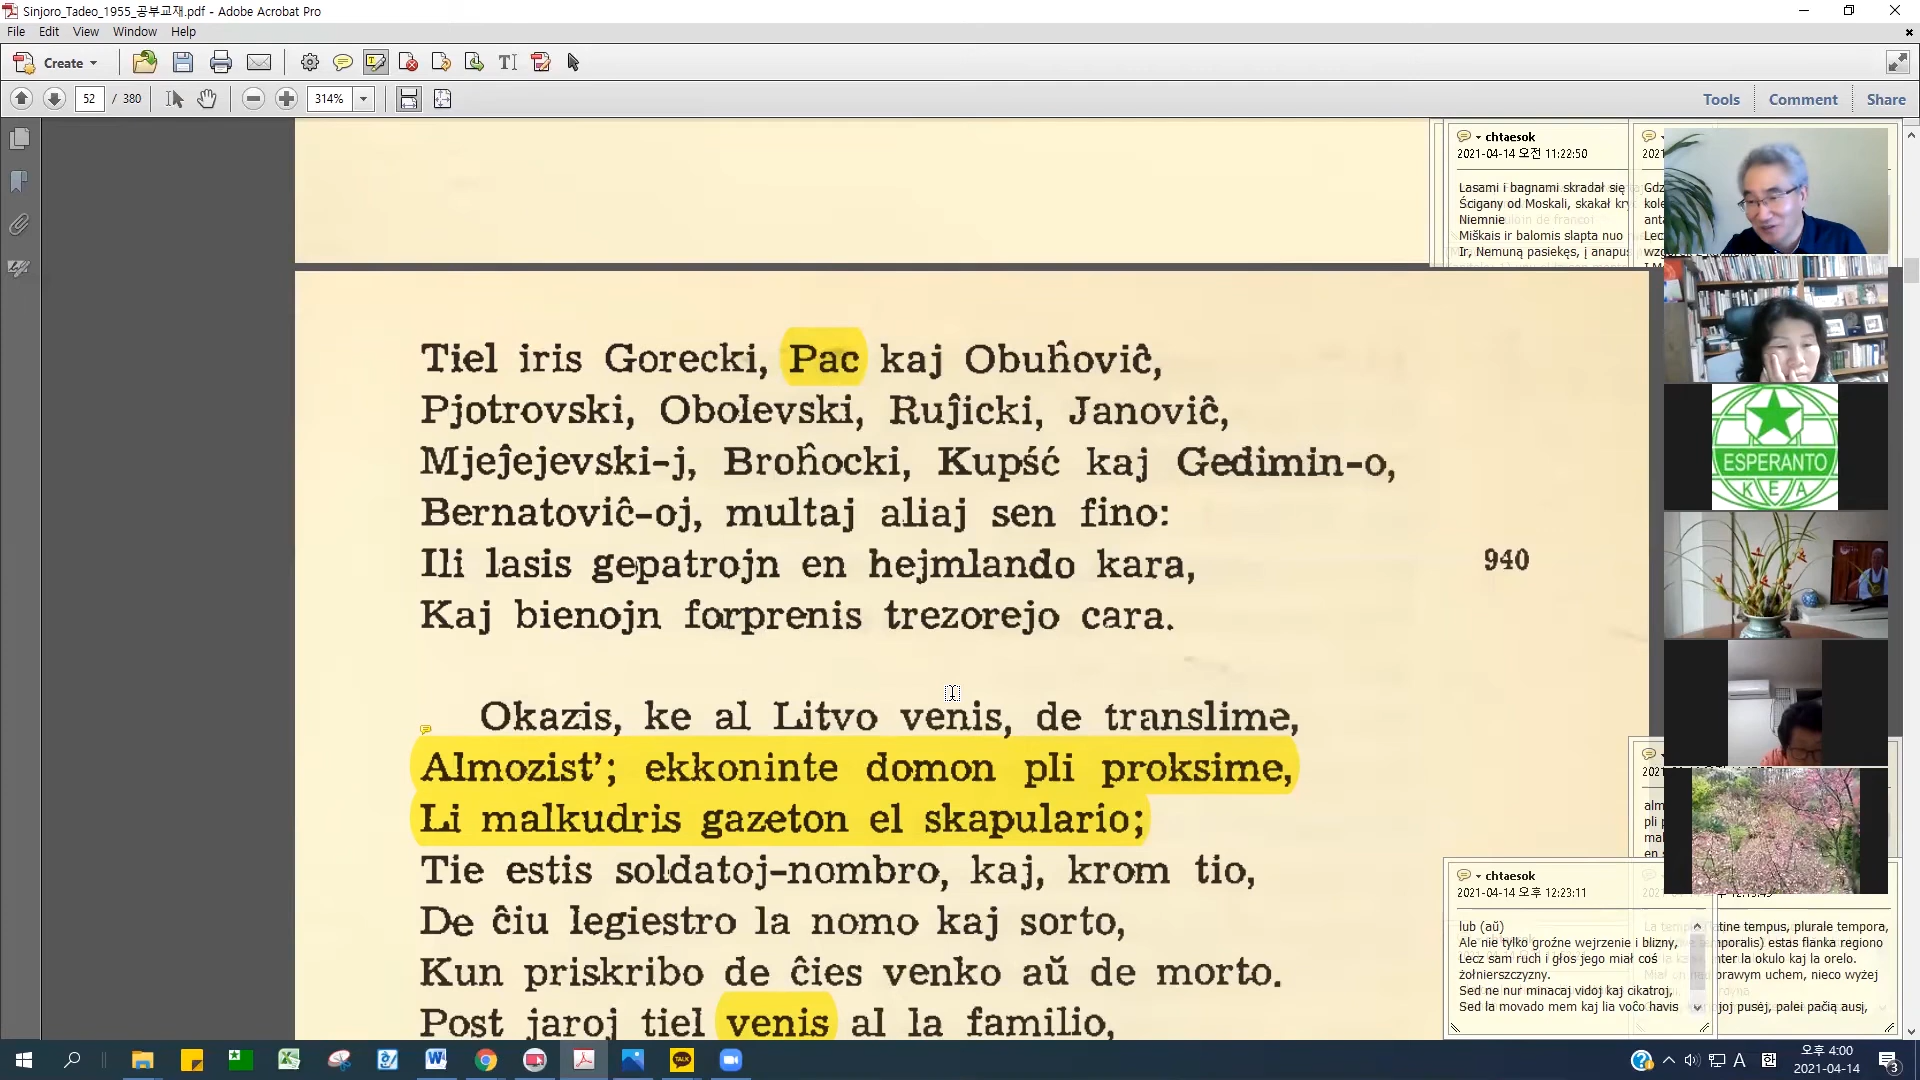 Sinjoro_Tadeo_1955_공부교재.pdf - Adobe Acrobat Pro
File Edit View Window Help
Create
52 / 380 314% Tools Comment Share
Tiel iris Gorecki, Pac kaj Obuĥoviĉ,
Pjotrovski, Obolevski, Ruĵicki, Janoviĉ,
Mjeĵejevski-j, Broĥocki, Kupść kaj Gedimin-o,
Bernatoviĉ-oj, multaj aliaj sen fino:
Ili lasis gepatrojn en hejmlando kara,
940
Kaj bienojn forprenis trezorejo cara.
Okazis, ke al Litvo venis, de translime,
Almozist’; ekkoninte domon pli proksime,
Li malkudris gazeton el skapulario;
Tie estis soldatoj-nombro, kaj, krom tio,
De ĉiu legiestro la nomo kaj sorto,
Kun priskribo de ĉies venko aŭ de morto.
Post jaroj tiel venis al la familio,
chtaesok
2021-04-14 오전 11:22:50
Lasami i bagnami skradał się
Ścigany od Moskali, skakał
Niemnie
Miškais ir balomis slapta nuo
Ir, Nemuną pasiekęs, į anapus
ESPERANTO
KEA
chtaesok
2021-04-14 오후 12:23:11
lub (aŭ)
Ale nie tylko groźne wejrzenie i blizny,
Lecz sam ruch i głos jego miał coś
żołnierszczyzny.
Sed ne nur minacaj vidoj kaj cikatroj,
Sed la movado mem kaj lia voĉo havis
tempus, plurale tempora,
estas flanka regiono
inter la okulo kaj la orelo.
prawym uchem, nieco wyżej
pusėj, palei pačią ausį,
A 한 오후 4:00
2021-04-14
3
TALK